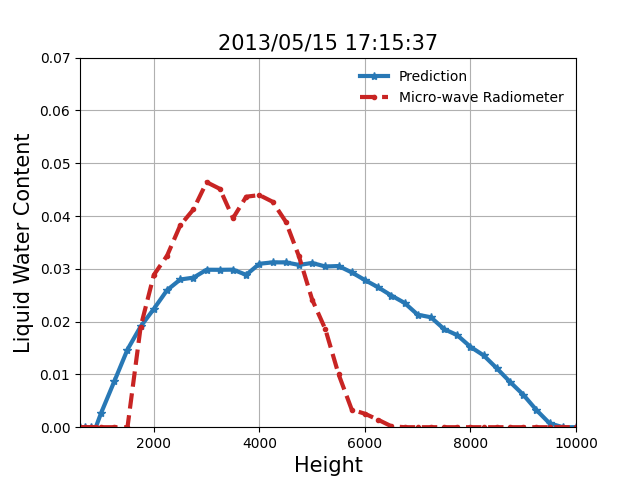 2013/05/15 17:15:37
Prediction
Micro-wave Radiometer
0.07
0.06
0.05
0.04
0.03
0.02
0.01
0.00
Liquid Water Content
2000 4000 6000 8000 10000
Height